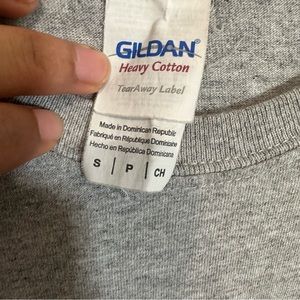 GILDAN®
Heavy Cotton
TearAway Label
Made in Dominican Republic
Fabriqué en République Dominicaine
Hecho en República Dominicana
S | P | CH